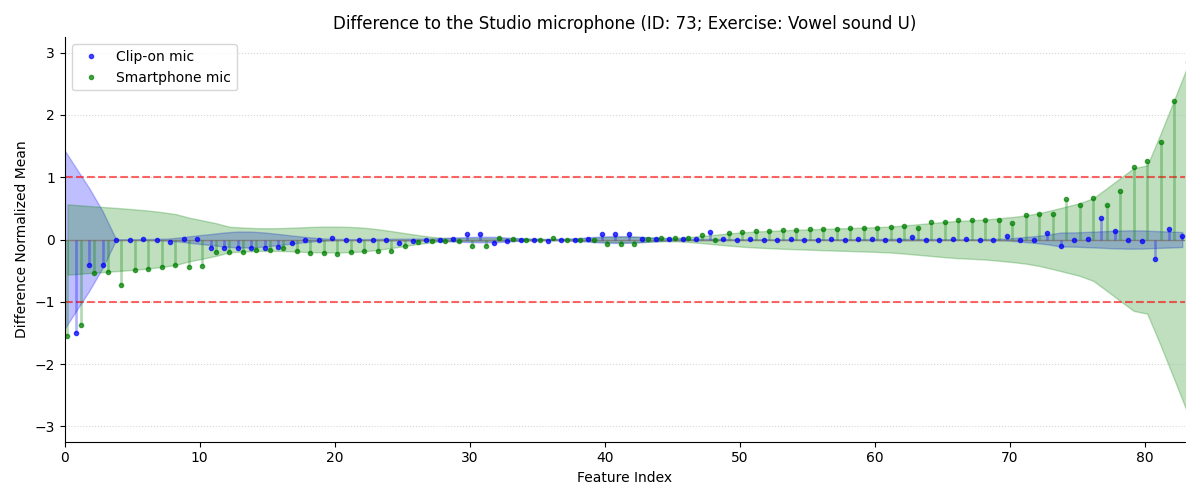 Difference to the Studio microphone (ID: 73; Exercise: Vowel sound U)
Clip-on mic
Smartphone mic
Difference Normalized Mean
3
2
1
0
−1
−2
−3
0 10 20 30 40 50 60 70 80
Feature Index